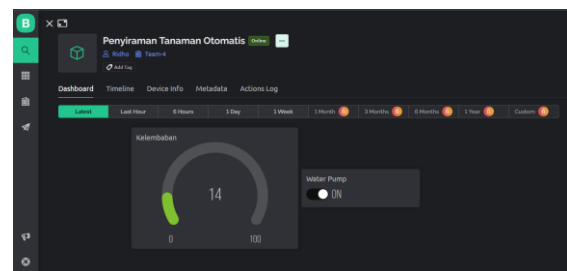 B
Penyiraman Tanaman Otomatis Online ...
Ridho Team-4
Add Tag
Dashboard Timeline Device Info Metadata Actions Log
Latest Last Hour 6 Hours 1 Day 1 Week 1 Month 3 Months 6 Months 1 Year Custom
Kelembaban
14
0 100
Water Pump
ON